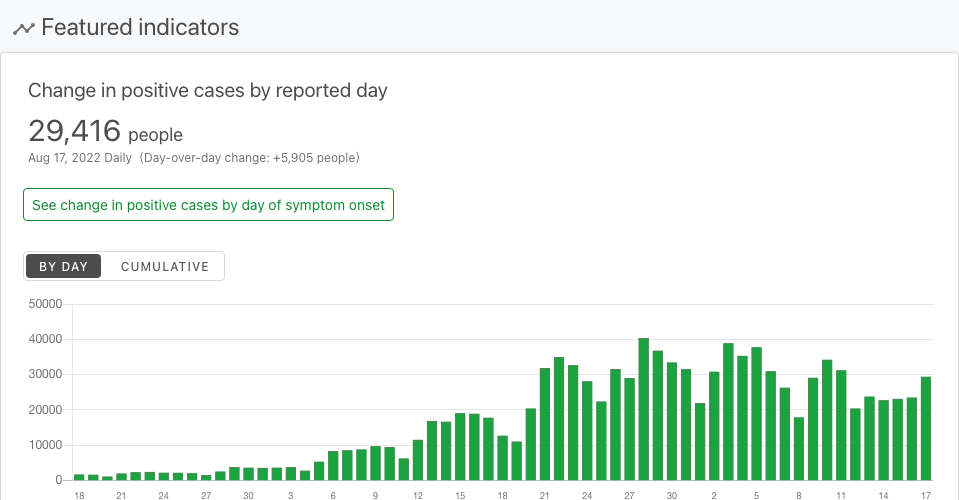 Featured indicators
Change in positive cases by reported day
29,416 people
Aug 17, 2022 Daily (Day-over-day change: +5,905 people)
See change in positive cases by day of symptom onset
BY DAY CUMULATIVE
50000
40000
30000
20000
10000
0
18 21 24 27 30 3 6 9 12 15 18 21 24 27 30 2 5 8 11 14 17